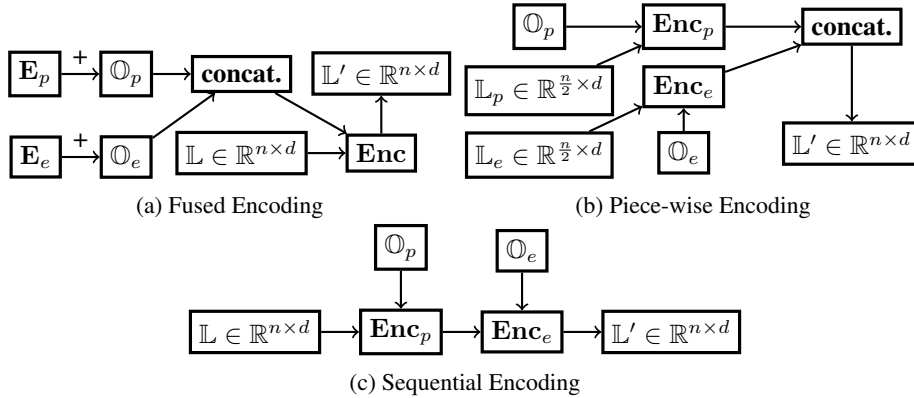 𝐄_p + 𝕆_p concat. 𝕃′ ∈ ℝ^{n×d}
𝐄_e + 𝕆_e 𝕃 ∈ ℝ^{n×d} Enc
(a) Fused Encoding
𝕆_p Enc_p concat.
𝕃_p ∈ ℝ^{n/2 ×d}
Enc_e
𝕃_e ∈ ℝ^{n/2 ×d} 𝕆_e 𝕃′ ∈ ℝ^{n×d}
(b) Piece-wise Encoding
𝕆_p 𝕆_e
𝕃 ∈ ℝ^{n×d} Enc_p Enc_e 𝕃′ ∈ ℝ^{n×d}
(c) Sequential Encoding